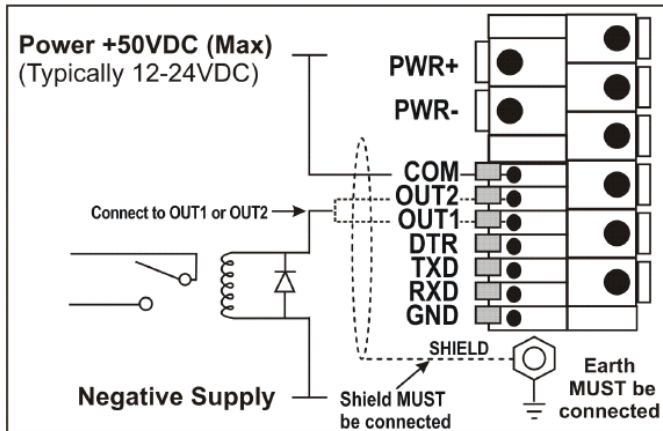 Power +50VDC (Max)
(Typically 12-24VDC)
PWR+
PWR-
COM
OUT2
Connect to OUT1 or OUT2
OUT1
DTR
TXD
RXD
GND
SHIELD
Negative Supply
Shield MUST
be connected
Earth
MUST be
connected